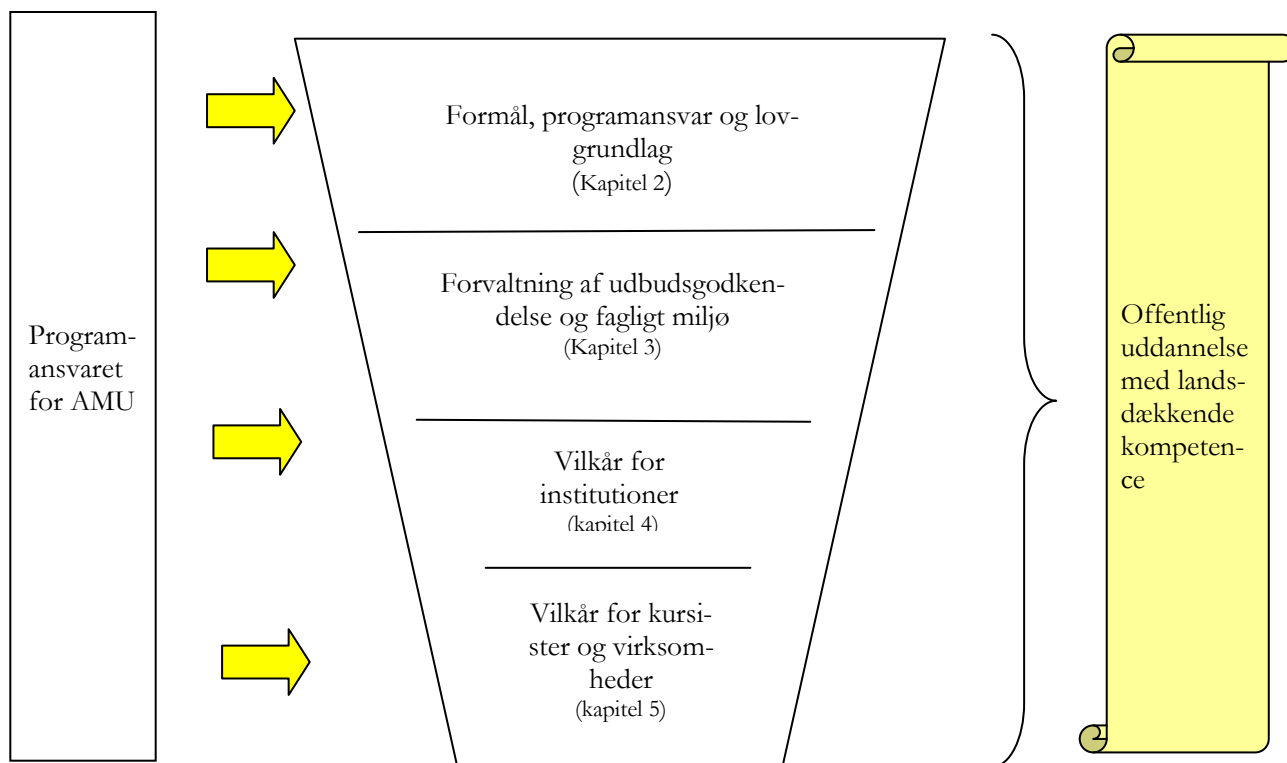 Program-
ansvaret
for AMU
Formål, programansvar og lov-
grundlag
(Kapitel 2)
Forvaltning af udbudsgodken-
delse og fagligt miljø
(Kapitel 3)
Vilkår for
institutioner
(kapitel 4)
Vilkår for kursi-
ster og virksom-
heder
(kapitel 5)
Offentlig
uddannelse
med lands-
dækkende
kompeten-
ce